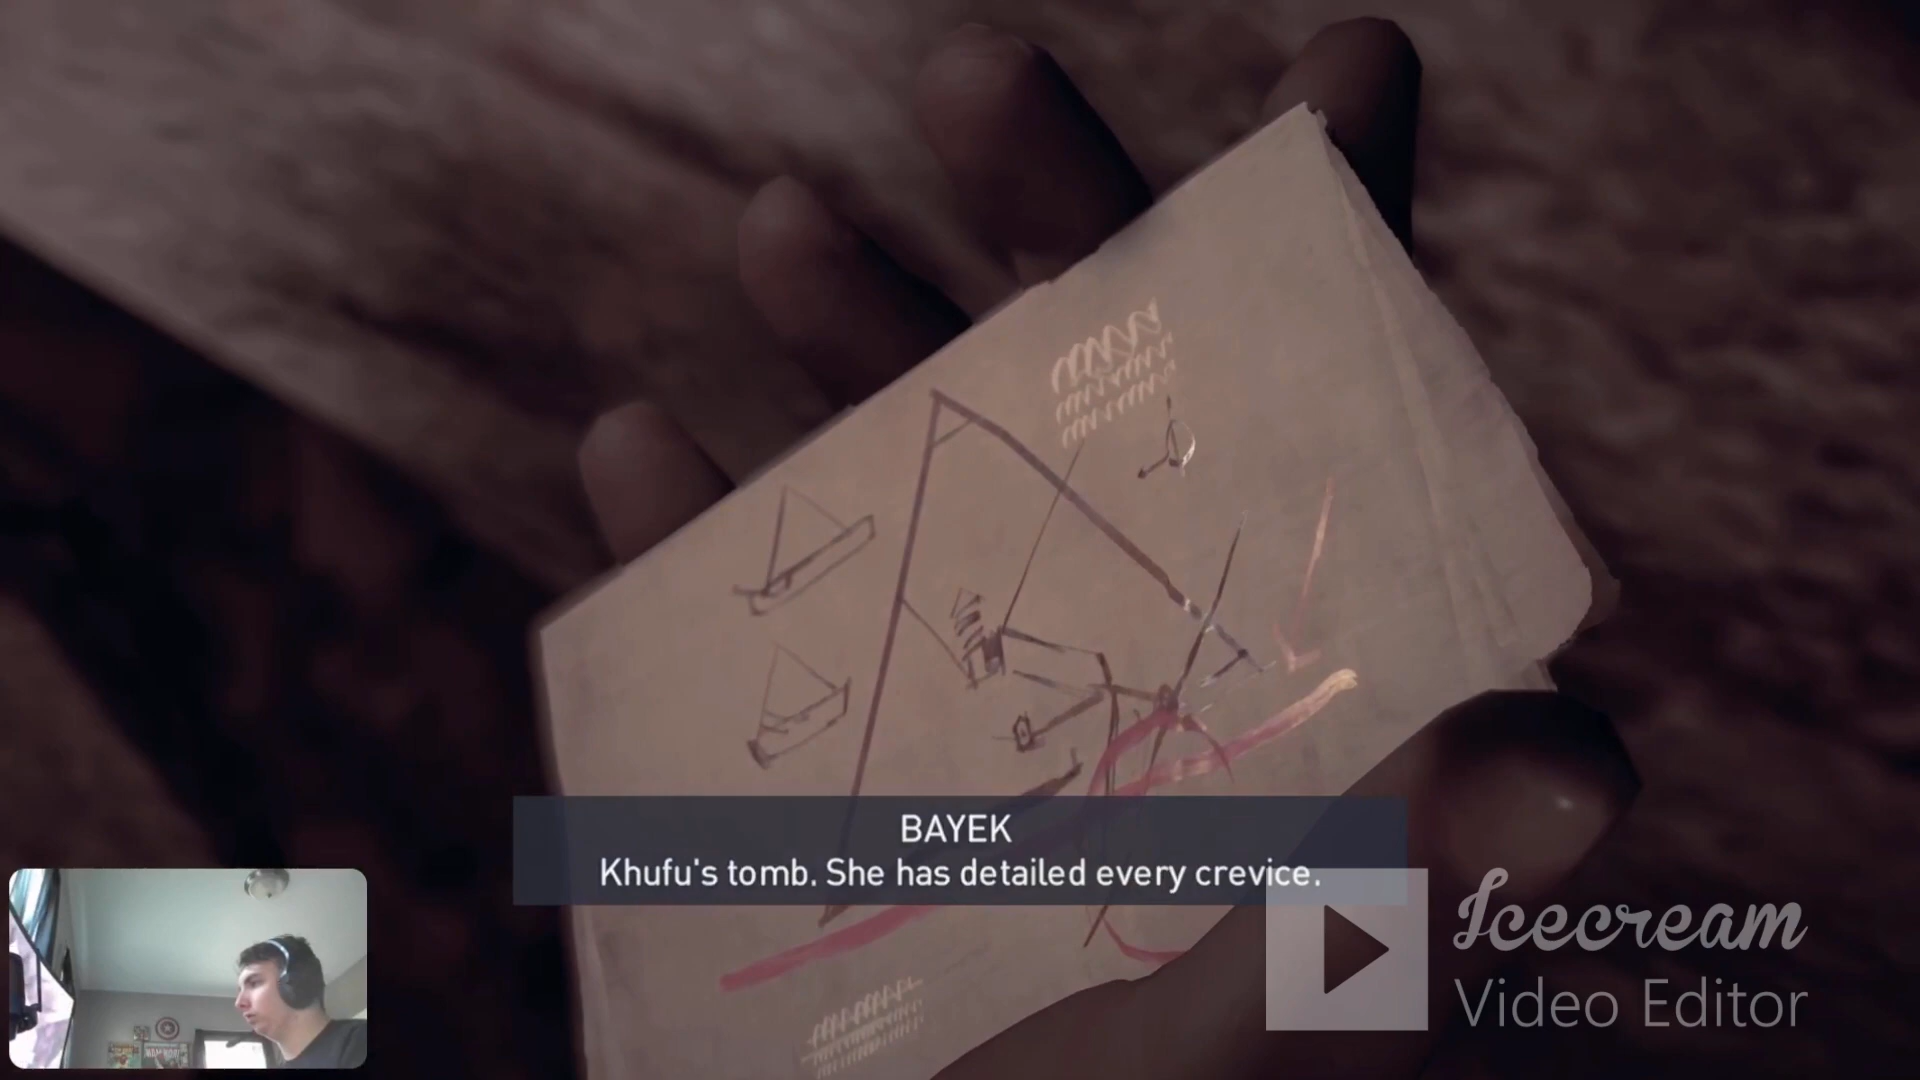 BAYEK
Khufu's tomb. She has detailed every crevice.
Icecream
Video Editor